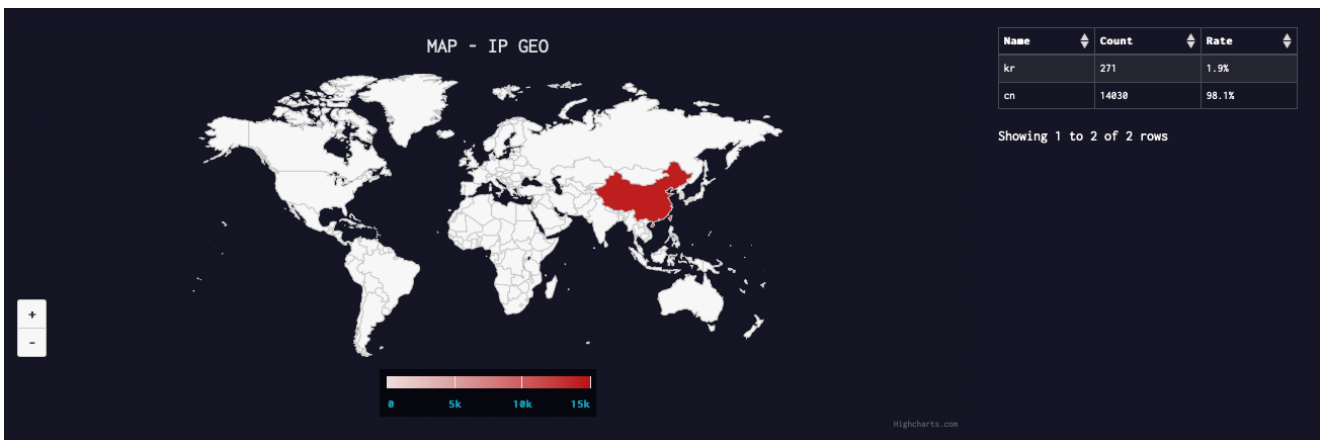 MAP - IP GEO
+
-
0 5k 10k 15k
Highcharts.com
Name Count Rate
kr 271 1.9%
cn 14030 98.1%
Showing 1 to 2 of 2 rows